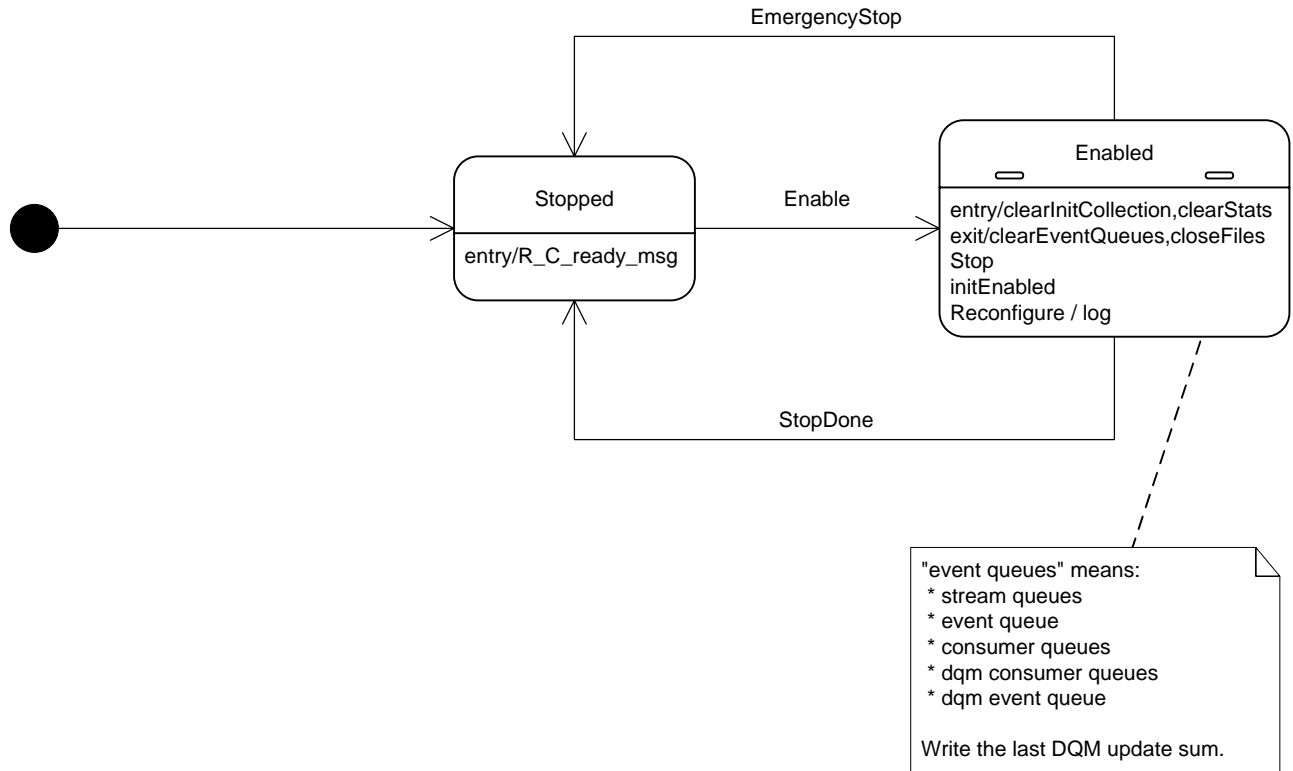 EmergencyStop
Enabled
Stopped
Enable
entry/clearInitCollection,clearStats
exit/clearEventQueues,closeFiles
Stop
initEnabled
Reconfigure / log
entry/R_C_ready_msg
StopDone
"event queues" means:
* stream queues
* event queue
* consumer queues
* dqm consumer queues
* dqm event queue
Write the last DQM update sum.